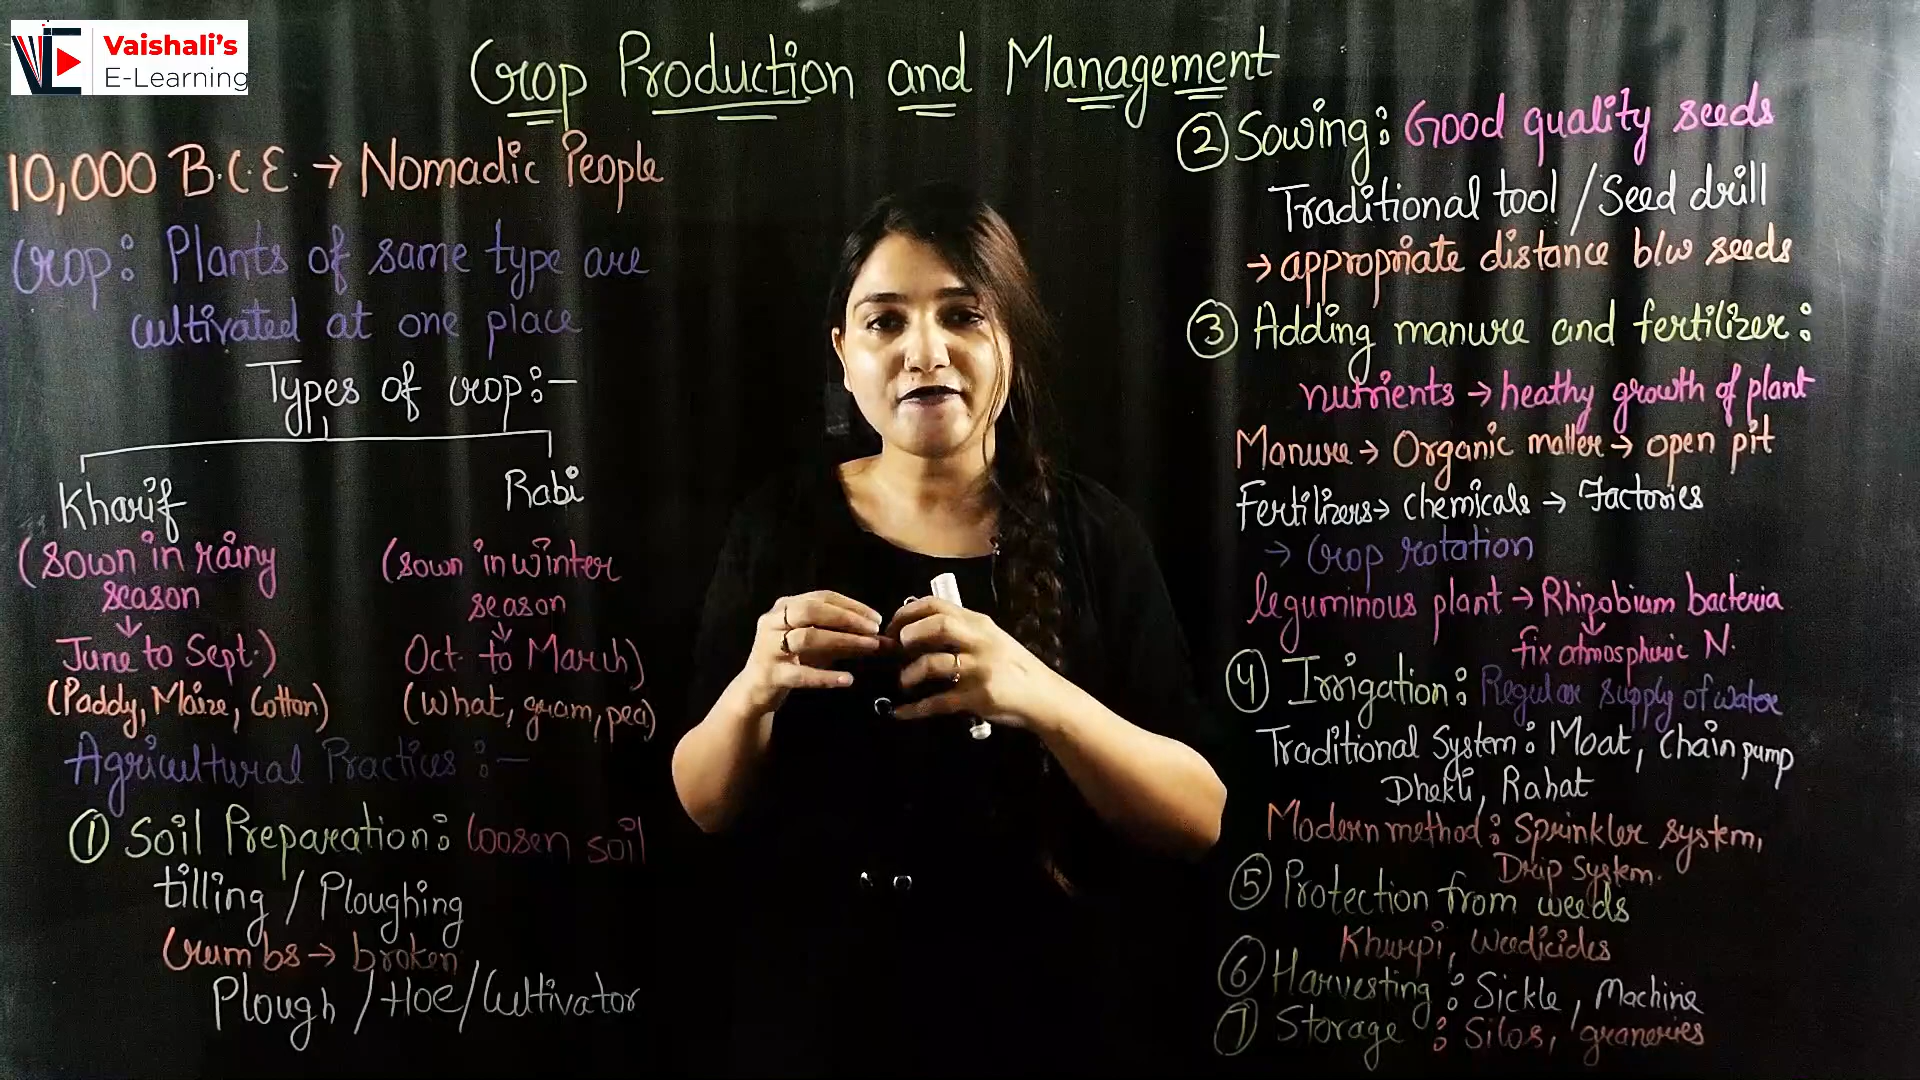 Vaishali's
E-Learning
Crop Production and Management
10,000 B.C.E. → Nomadic People
Crop: Plants of same type are
cultivated at one place
Types of crop:-
Kharif
(Sown in rainy
season
↓
June to Sept.)
(Paddy, Maize, Cotton)
Rabi
(sown in winter
season
↓
Oct. to March)
(What, gram, pea)
Agricultural Practices :-
① Soil Preparation: loosen soil
tilling / Ploughing
Crumbs → broken
Plough / Hoe / Cultivator
② Sowing: Good quality seeds
Traditional tool / Seed drill
→ appropriate distance b/w seeds
③ Adding manure and fertilizer:
nutrients → heathy growth of plant
Manure → Organic matter → open pit
Fertilizers → chemicals → Factories
→ Crop rotation
leguminous plant → Rhizobium bacteria
↓
fix atmospheric N.
④ Irrigation: Regular supply of water
Traditional System: Moat, Chain pump
Dhekli, Rahat
Modern method: Sprinkler system,
Drip System.
⑤ Protection from weeds
Khurpi, Weedicides
⑥ Harvesting: Sickle, Machine
⑦ Storage : Silos, graneries